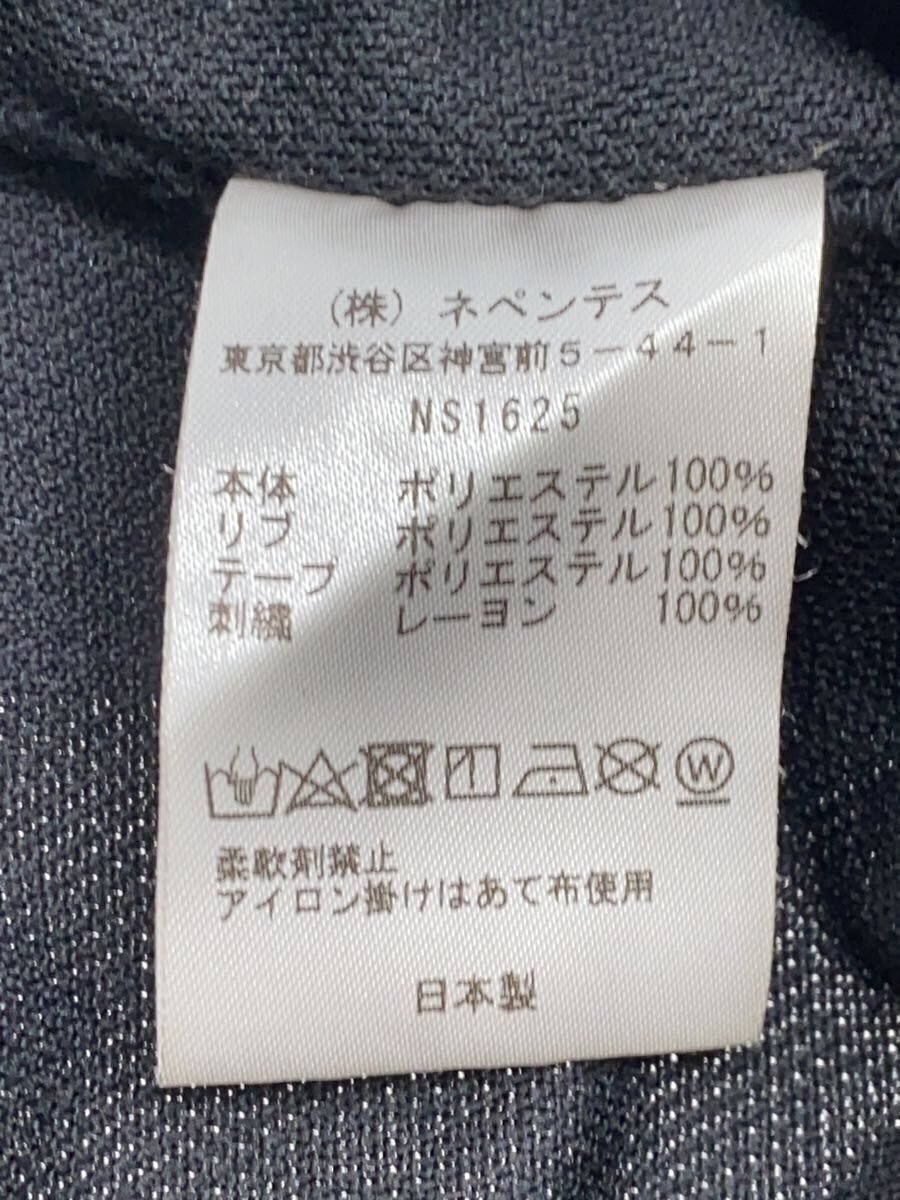 (株) ネペンテス
東京都渋谷区神宮前5-44-1
NS1625
本体 ポリエステル100%
リブ ポリエステル100%
テープ ポリエステル100%
刺繍 レーヨン 100%
W
柔軟剤禁止
アイロン掛けはあて布使用
日本製